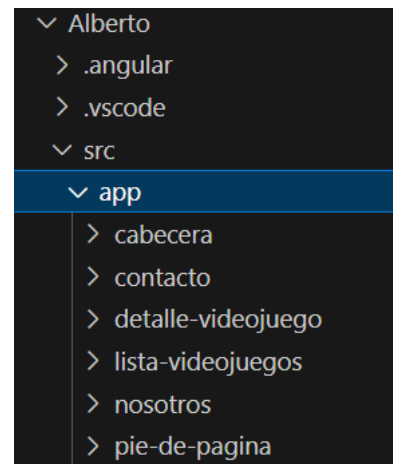 Alberto
.angular
.vscode
src
app
cabecera
contacto
detalle-videojuego
lista-videojuegos
nosotros
pie-de-pagina